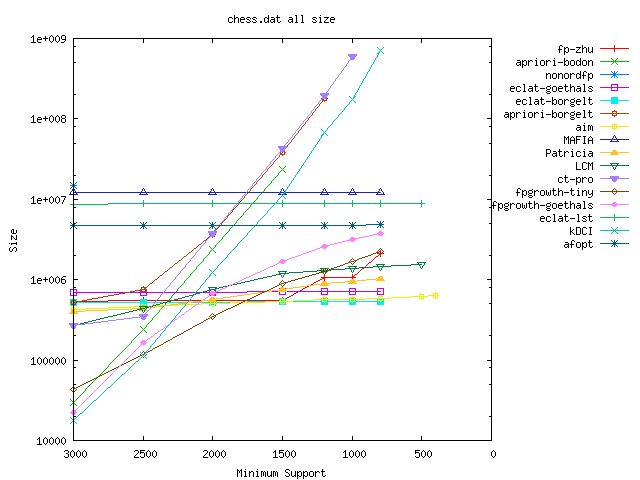 chess.dat all size
1e+009
1e+008
1e+007
1e+006
100000
10000
Size
3000 2500 2000 1500 1000 500 0
Minimum Support
fp-zhu
apriori-bodon
nonordfp
eclat-goethals
eclat-borgelt
apriori-borgelt
aim
MAFIA
Patricia
LCM
ct-pro
fpgrowth-tiny
fpgrowth-goethals
eclat-lst
kDCI
afopt